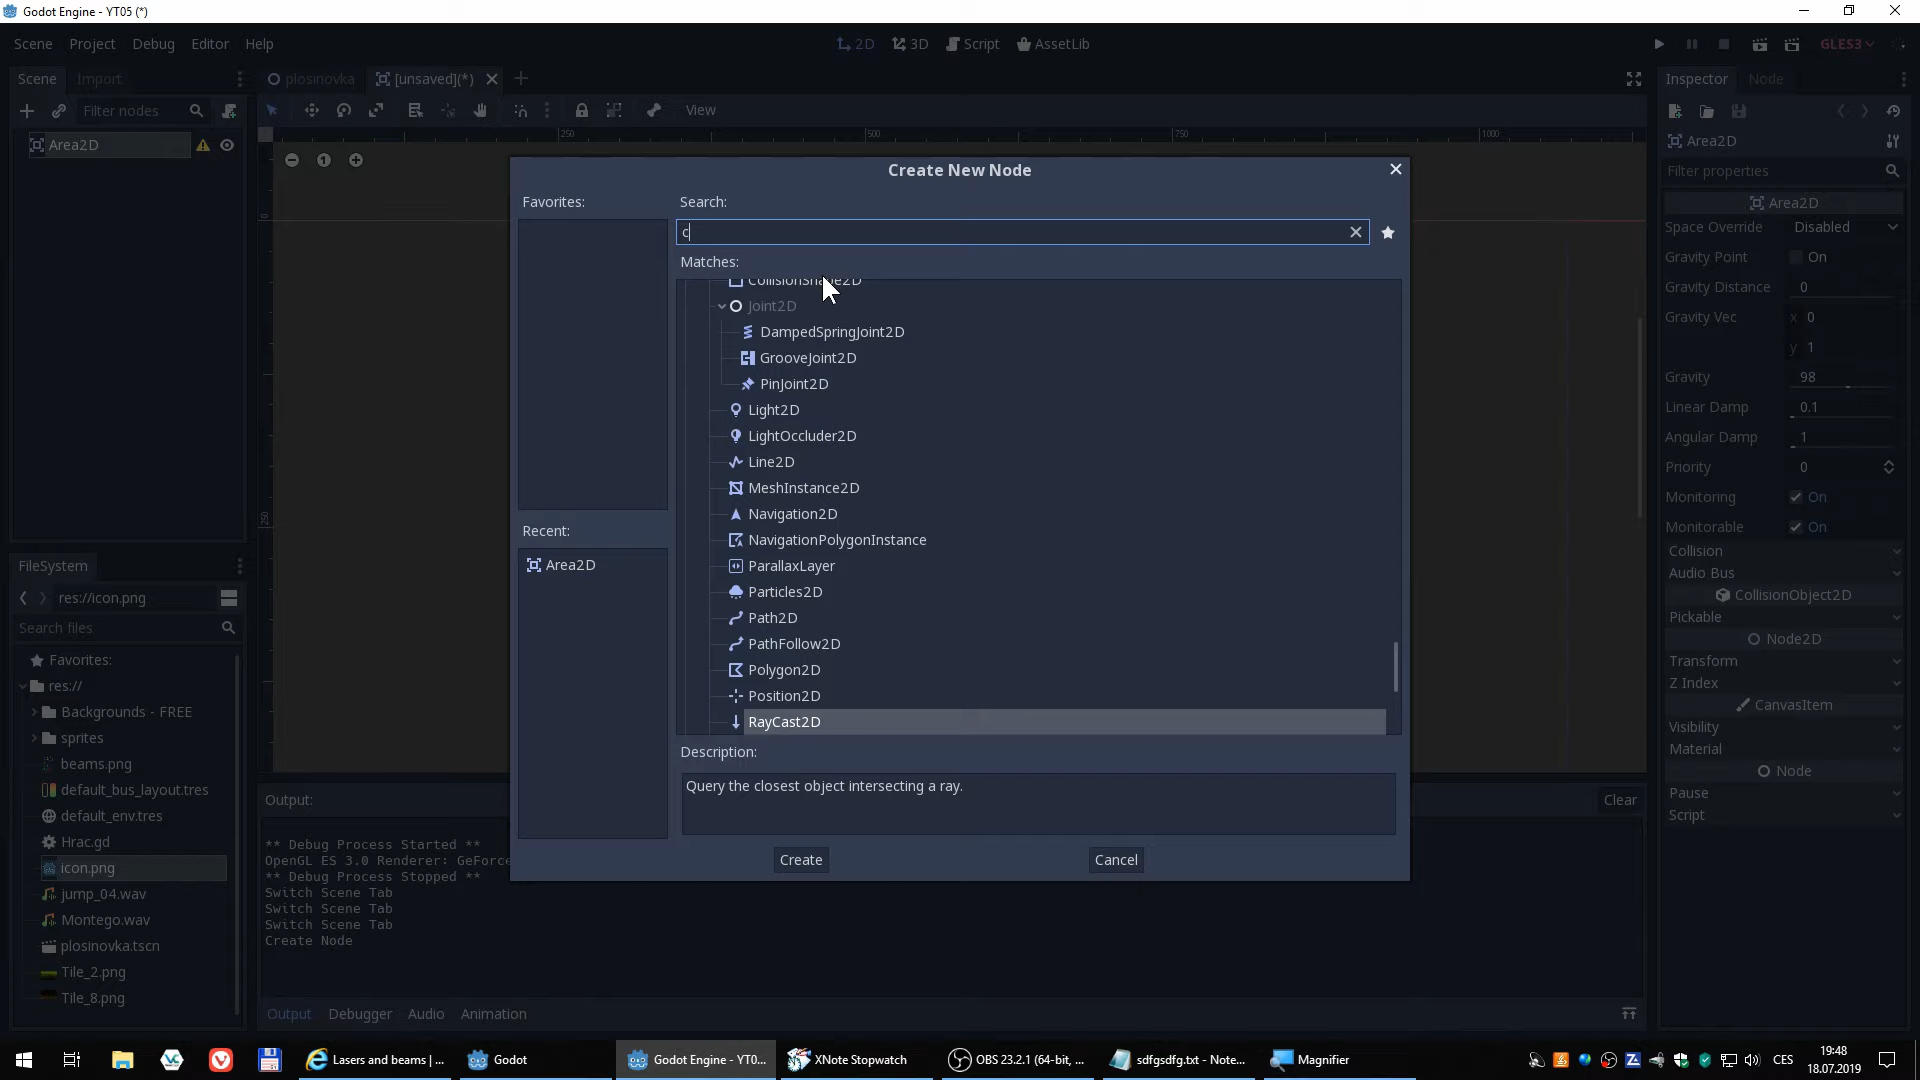 Godot Engine - YT05 (*)
Scene Project Debug Editor Help
2D 3D Script AssetLib
GLES3
Scene Import
plosinovka [unsaved](*)
Inspector Node
Filter nodes
View
Area2D
250 500 750 1000
0
250
Create New Node
Favorites:
Search:
c
Matches:
CollisionShape2D
Joint2D
DampedSpringJoint2D
GrooveJoint2D
PinJoint2D
Light2D
LightOccluder2D
Line2D
MeshInstance2D
Navigation2D
NavigationPolygonInstance
ParallaxLayer
Particles2D
Path2D
PathFollow2D
Polygon2D
Position2D
RayCast2D
Recent:
Area2D
Description:
Query the closest object intersecting a ray.
Create Cancel
Area2D
Filter properties
Area2D
Space Override Disabled
Gravity Point On
Gravity Distance 0
Gravity Vec x 0
y 1
Gravity 98
Linear Damp 0.1
Angular Damp 1
Priority 0
Monitoring On
Monitorable On
Collision
Audio Bus
CollisionObject2D
Pickable
Node2D
Transform
Z Index
CanvasItem
Visibility
Material
Node
Pause
Script
FileSystem
res://icon.png
Search files
Favorites:
res://
Backgrounds - FREE
sprites
beams.png
default_bus_layout.tres
default_env.tres
Hrac.gd
icon.png
jump_04.wav
Montego.wav
plosinovka.tscn
Tile_2.png
Tile_8.png
Output:
Clear
** Debug Process Started **
OpenGL ES 3.0 Renderer: GeForce
** Debug Process Stopped **
Switch Scene Tab
Switch Scene Tab
Switch Scene Tab
Create Node
Output Debugger Audio Animation
Lasers and beams | ...
Godot
Godot Engine - YT0...
XNote Stopwatch
OBS 23.2.1 (64-bit, ...
sdfgsdfg.txt - Note...
Magnifier
CES
19:48
18.07.2019